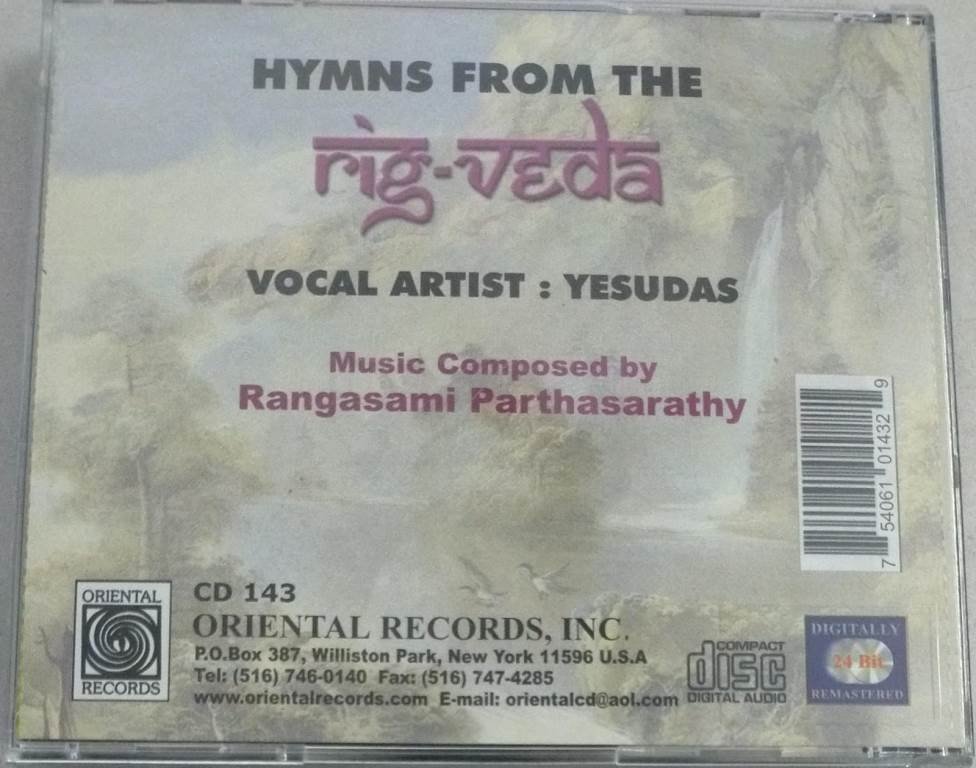 HYMNS FROM THE
rig-veda
VOCAL ARTIST : YESUDAS
Music Composed by
Rangasami Parthasarathy
7 54061 01432 9
ORIENTAL
RECORDS
CD 143
ORIENTAL RECORDS, INC.
P.O.Box 387, Williston Park, New York 11596 U.S.A
Tel: (516) 746-0140 Fax: (516) 747-4285
www.orientalrecords.com E-mail: orientalcd@aol.com
COMPACT
disc
DIGITAL AUDIO
DIGITALLY
24 Bit
REMASTERED